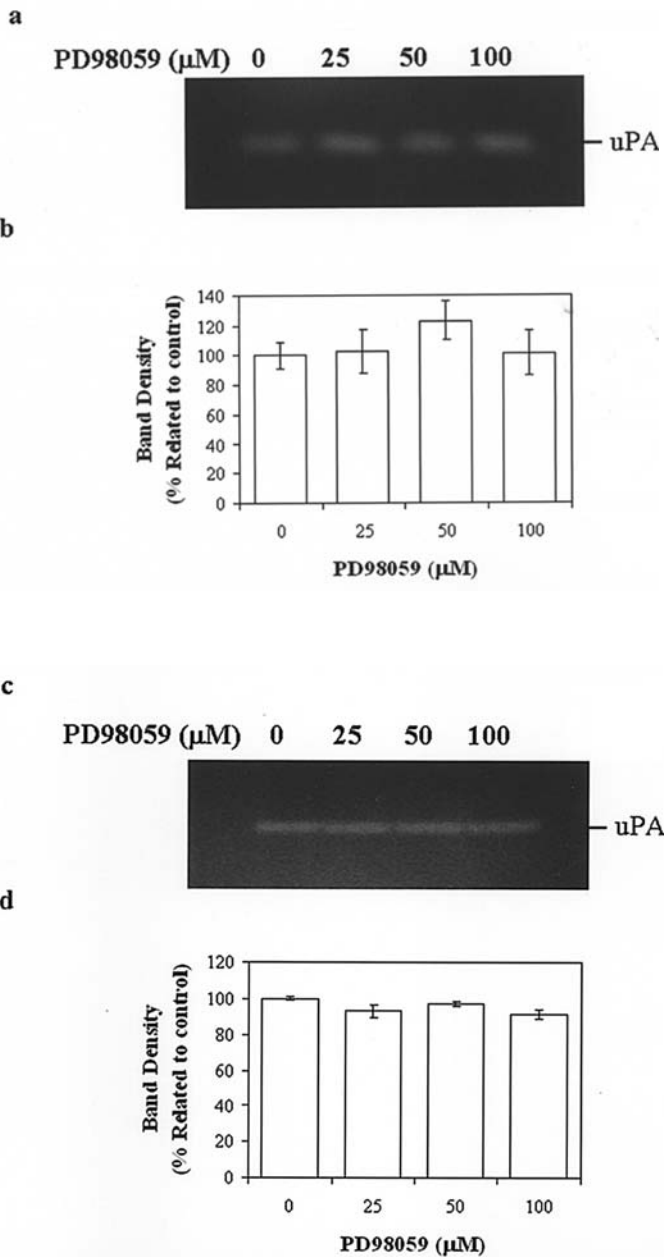 a
PD98059 (μM) 0 25 50 100
uPA
b
Band Density
(% Related to control)
140
120
100
80
60
40
20
0
0 25 50 100
PD98059 (μM)
c
PD98059 (μM) 0 25 50 100
uPA
d
Band Density
(% Related to control)
120
100
80
60
40
20
0
0 25 50 100
PD98059 (μM)